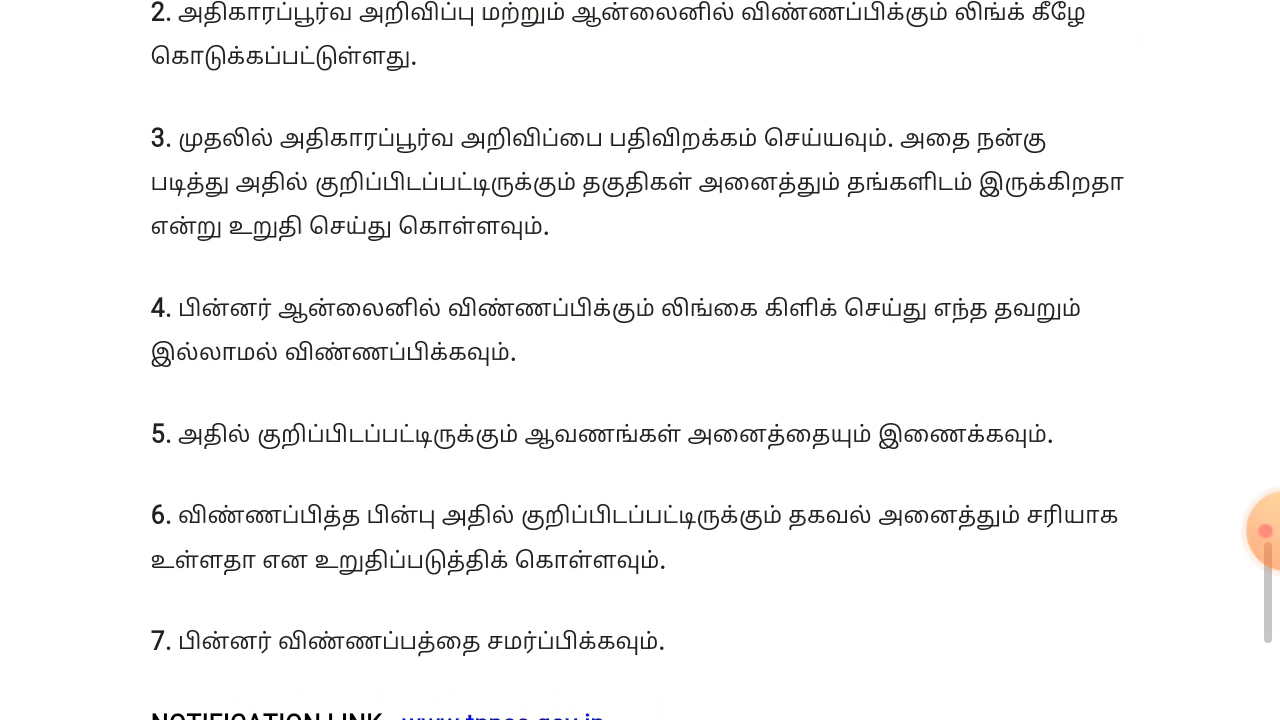 2. அதிகாரப்பூர்வ அறிவிப்பு மற்றும் ஆன்லைனில் விண்ணப்பிக்கும் லிங்க் கீழே
கொடுக்கப்பட்டுள்ளது.
3. முதலில் அதிகாரப்பூர்வ அறிவிப்பை பதிவிறக்கம் செய்யவும். அதை நன்கு
படித்து அதில் குறிப்பிடப்பட்டிருக்கும் தகுதிகள் அனைத்தும் தங்களிடம் இருக்கிறதா
என்று உறுதி செய்து கொள்ளவும்.
4. பின்னர் ஆன்லைனில் விண்ணப்பிக்கும் லிங்கை கிளிக் செய்து எந்த தவறும்
இல்லாமல் விண்ணப்பிக்கவும்.
5. அதில் குறிப்பிடப்பட்டிருக்கும் ஆவணங்கள் அனைத்தையும் இணைக்கவும்.
6. விண்ணப்பித்த பின்பு அதில் குறிப்பிடப்பட்டிருக்கும் தகவல் அனைத்தும் சரியாக
உள்ளதா என உறுதிப்படுத்திக் கொள்ளவும்.
7. பின்னர் விண்ணப்பத்தை சமர்ப்பிக்கவும்.
NOTIFICATION LINK